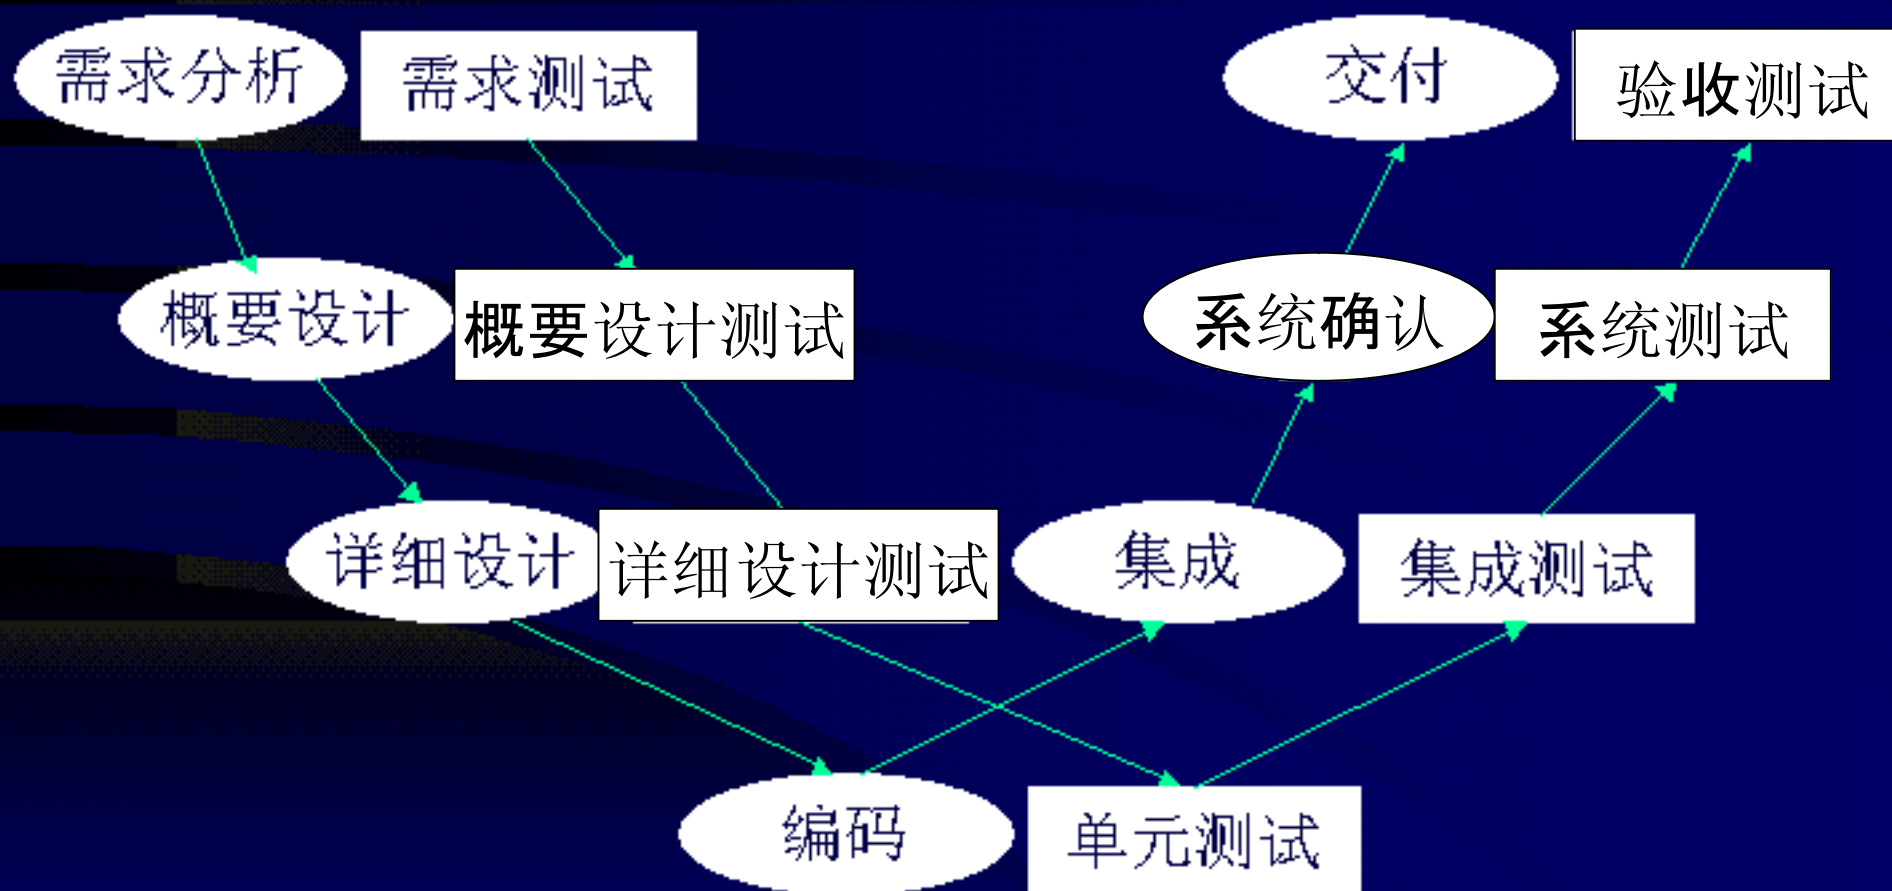 需求分析
需求测试
交付
验收测试
概要设计
概要设计测试
系统确认
系统测试
详细设计
详细设计测试
集成
集成测试
编码
单元测试